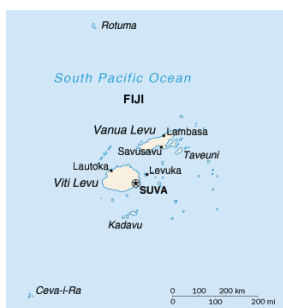 Rotuma
South Pacific Ocean
FIJI
Vanua Levu
Lambasa
Savusavu
Taveuni
Lautoka
Levuka
Viti Levu
SUVA
Kadavu
Ceva-i-Ra
0 100 200 km
0 100 200 mi